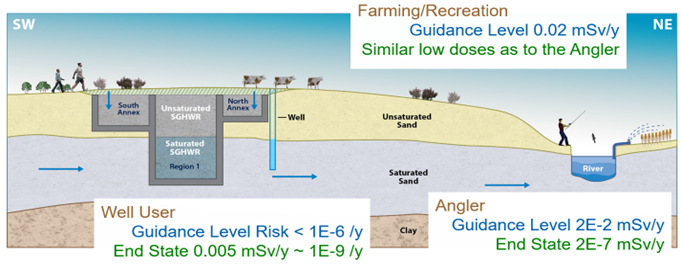 Farming/Recreation
SW
Guidance Level 0.02 mSv/y
NE
Similar low doses as to the Angler
South
Annex
Unsaturated
SGHWR
North
Annex
Well
Unsaturated
Sand
Saturated
SGHWR
Region 1
Saturated
Sand
River
Well User
Guidance Level Risk < 1E-6 /y
End State 0.005 mSv/y ~ 1E-9 /y
Clay
Angler
Guidance Level 2E-2 mSv/y
End State 2E-7 mSv/y